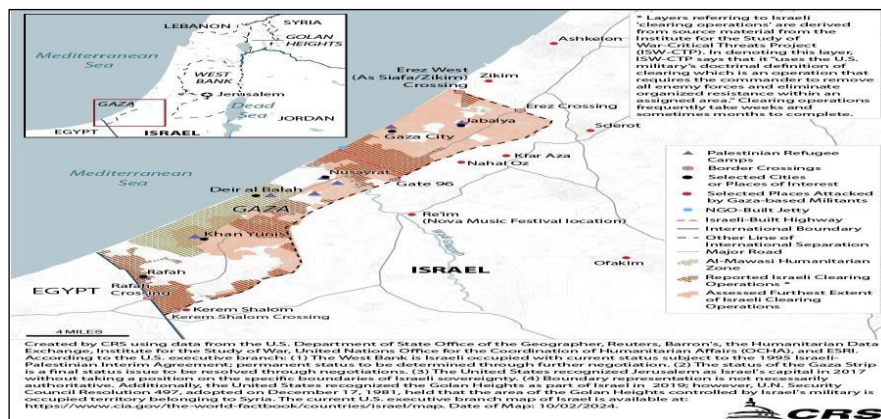 LEBANON
SYRIA
GOLAN
HEIGHTS
Mediterranean
Sea
WEST
BANK
Jerusalem
Dead
Sea
GAZA
EGYPT
ISRAEL
JORDAN
* Layers referring to Israeli
'clearing operations' are derived
from source material from the
Institute for the Study of
War-Critical Threats Project
(ISW-CTP). In denoting this layer,
ISW-CTP says that it "uses the U.S.
military's doctrinal definition of
clearing which is an operation that
requires the commander to remove
all enemy forces and eliminate
organized resistance within an
assigned area." Clearing operations
frequently take weeks and
sometimes months to complete.
Ashkelon
Erez West
(As Siafa/Zikim)
Crossing
Zikim
Erez Crossing
Jabalya
Gaza City
Sderot
Mediterranean
Sea
Kfar Aza
Nahal Oz
Nusayrat
Gate 96
Deir al Balah
GAZA
Re'im
(Nova Music Festival location)
Khan Yunis
ISRAEL
Ofakim
Rafah
EGYPT
Rafah
Crossing
Kerem Shalom
Kerem Shalom Crossing
4 MILES
Palestinian Refugee
Camps
Border Crossings
Selected Cities
or Places of Interest
Selected Places Attacked
by Gaza-based Militants
NGO-Built Jetty
Israeli-Built Highway
International Boundary
Other Line of
International Separation
Major Road
Al-Mawasi Humanitarian
Zone
Reported Israeli Clearing
Operations *
Assessed Furthest Extent
of Israeli Clearing
Operations
CRS
Created by CRS using data from the U.S. Department of State Office of the Geographer, Reuters, Barron's, the Humanitarian Data
Exchange, Institute for the Study of War, United Nations Office for the Coordination of Humanitarian Affairs (OCHA), and ESRI.
According to the U.S. executive branch: (1) The West Bank is Israeli occupied with current status subject to the 1995 Israeli-
Palestinian Interim Agreement; permanent status to be determined through further negotiation. (2) The status of the Gaza Strip
is a final status issue to be resolved through negotiations. (3) The United States recognized Jerusalem as Israel's capital in 2017
without taking a position on the specific boundaries of Israeli sovereignty. (4) Boundary representation is not necessarily
authoritative. Additionally, the United States recognized the Golan Heights as part of Israel in 2019; however, U.N. Security
Council Resolution 497, adopted on December 17, 1981, held that the area of the Golan Heights controlled by Israel's military is
occupied territory belonging to Syria. The current U.S. executive branch map of Israel is available at:
https://www.cia.gov/the-world-factbook/countries/israel/map. Date of Map: 10/02/2024.